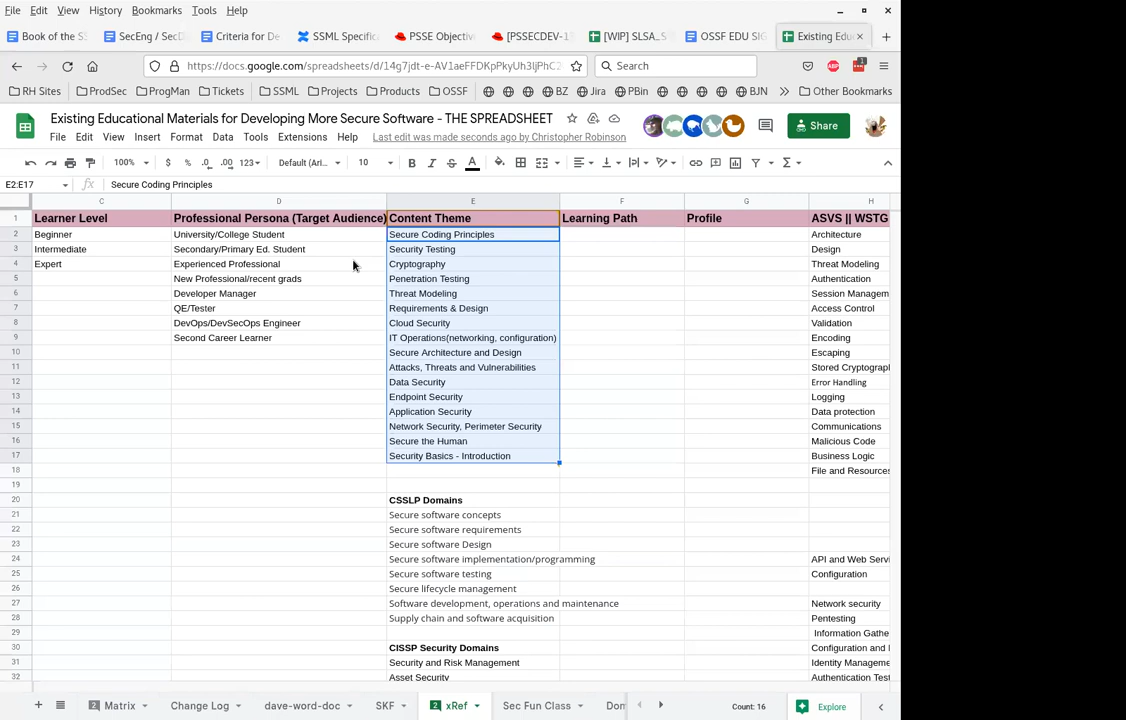 File Edit View History Bookmarks Tools Help
Book of the SS SecEng / SecD Criteria for De SSML Specific PSSE Objectiv [PSSECDEV-1 [WIP] SLSA_S OSSF EDU SIG Existing Edu
https://docs.google.com/spreadsheets/d/14g7jdt-e-AV1aeFFDKpPkyUh3ljPhC2 Search
RH Sites ProdSec ProgMan Tickets SSML Projects Products OSSF BZ Jira PBin BJN Other Bookmarks
Existing Educational Materials for Developing More Secure Software - THE SPREADSHEET
Share
File Edit View Insert Format Data Tools Extensions Help Last edit was made seconds ago by Christopher Robinson
100% $ % .0 .00 123 Default (Ari... 10 B I S A
E2:E17 fx Secure Coding Principles
C D E F G H
1 Learner Level Professional Persona (Target Audience) Content Theme Learning Path Profile ASVS || WSTG
2 Beginner University/College Student Secure Coding Principles Architecture
3 Intermediate Secondary/Primary Ed. Student Security Testing Design
4 Expert Experienced Professional Cryptography Threat Modeling
5 New Professional/recent grads Penetration Testing Authentication
6 Developer Manager Threat Modeling Session Managem
7 QE/Tester Requirements & Design Access Control
8 DevOps/DevSecOps Engineer Cloud Security Validation
9 Second Career Learner IT Operations(networking, configuration) Encoding
10 Secure Architecture and Design Escaping
11 Attacks, Threats and Vulnerabilities Stored Cryptograpl
12 Data Security Error Handling
13 Endpoint Security Logging
14 Application Security Data protection
15 Network Security, Perimeter Security Communications
16 Secure the Human Malicious Code
17 Security Basics - Introduction Business Logic
18 File and Resources
19
20 CSSLP Domains
21 Secure software concepts
22 Secure software requirements
23 Secure software Design
24 Secure software implementation/programming API and Web Servi
25 Secure software testing Configuration
26 Secure lifecycle management
27 Software development, operations and maintenance Network security
28 Supply chain and software acquisition Pentesting
29 Information Gathe
30 CISSP Security Domains Configuration and I
31 Security and Risk Management Identity Manageme
32 Asset Security Authentication Test
Matrix Change Log dave-word-doc SKF 2 xRef Sec Fun Class Don Count: 16 Explore